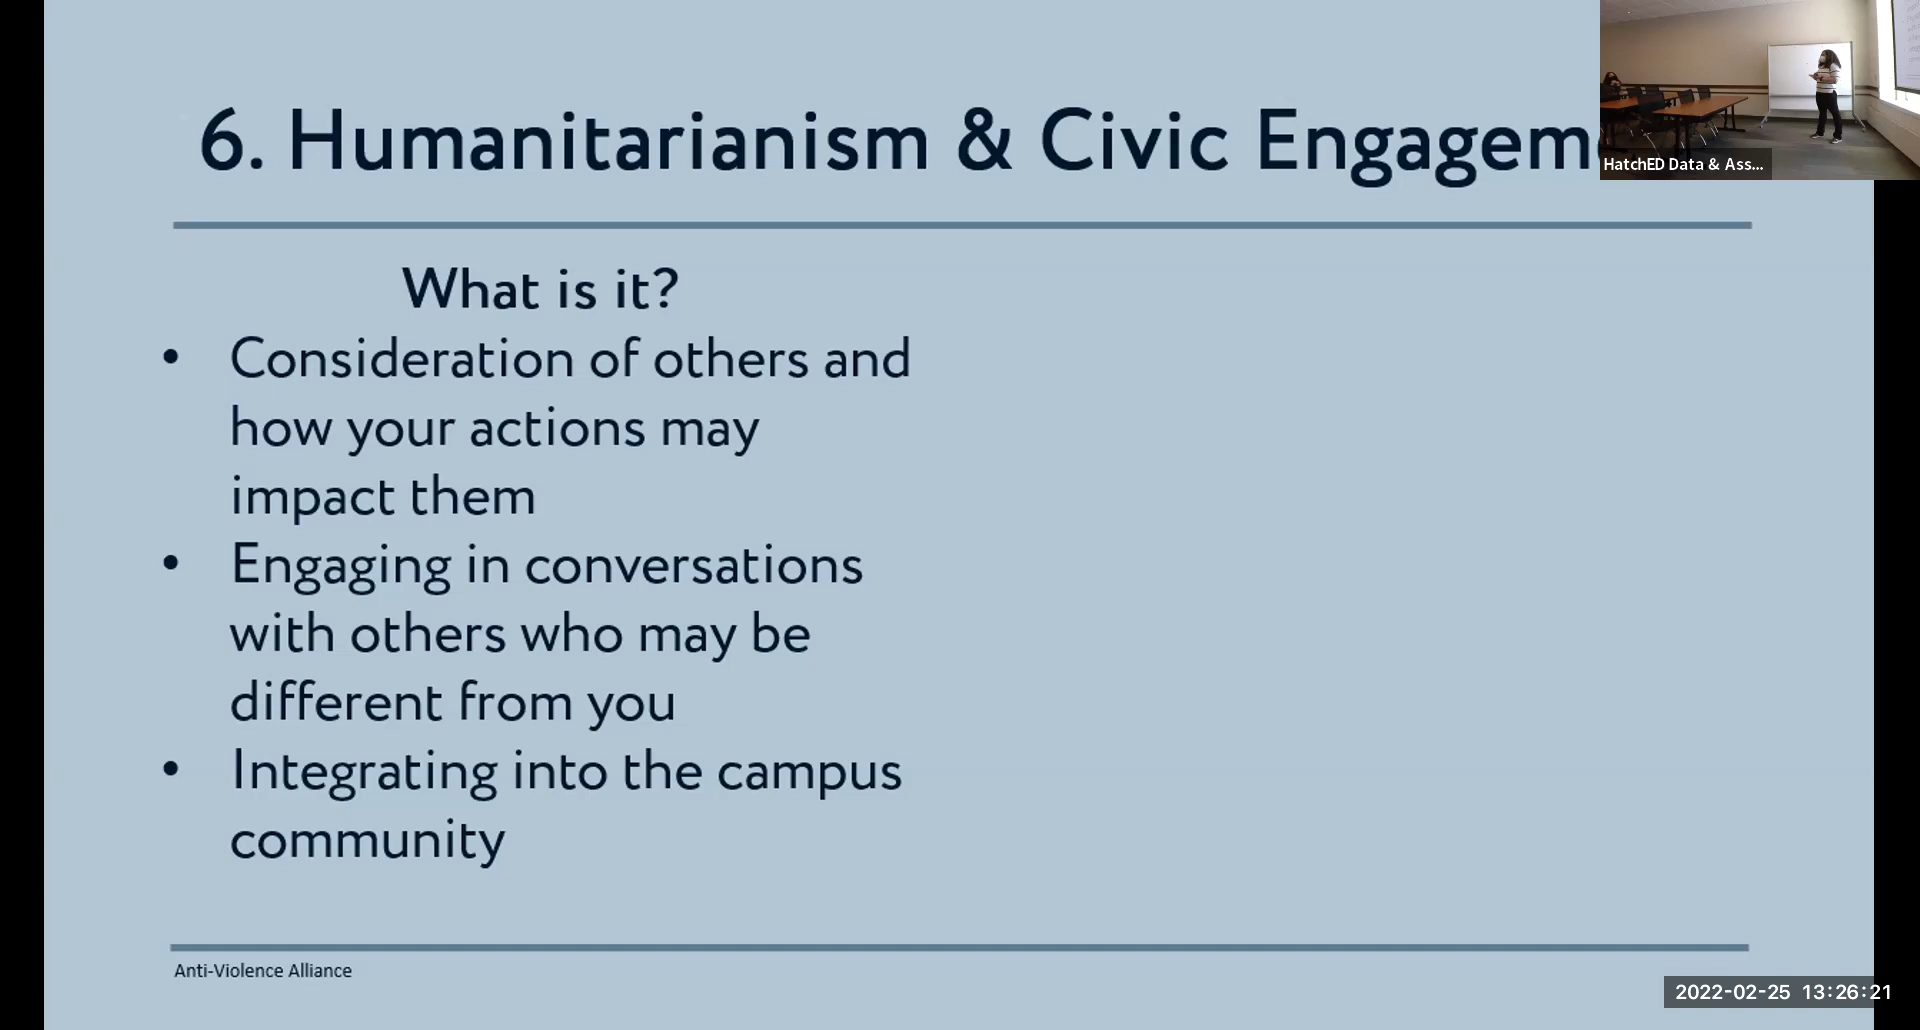 6. Humanitarianism & Civic Engagem
HatchED Data & Ass...
What is it?
• Consideration of others and
how your actions may
impact them
• Engaging in conversations
with others who may be
different from you
• Integrating into the campus
community
Anti-Violence Alliance
2022-02-25 13:26:21